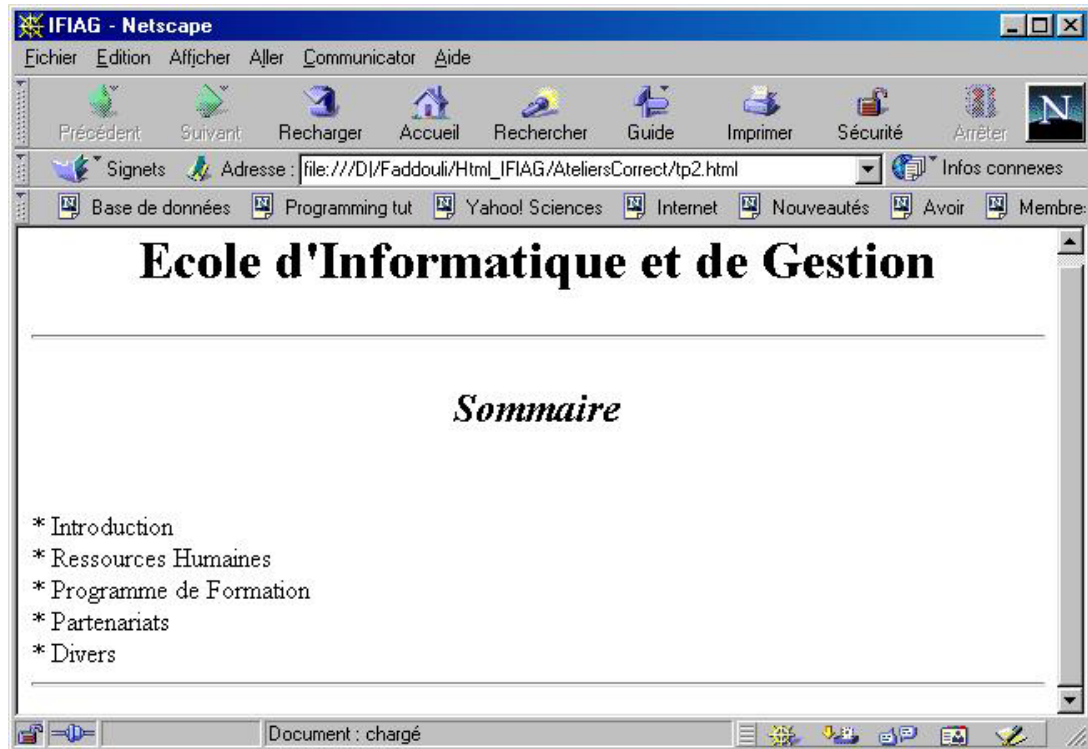 IFIAG - Netscape
Fichier Edition Afficher Aller Communicator Aide
Précédent Suivant Recharger Accueil Rechercher Guide Imprimer Sécurité Arrêter N
Signets Adresse : file:///D|/Faddouli/Html_IFIAG/AteliersCorrect/tp2.html Infos connexes
Base de données Programming tut Yahoo! Sciences Internet Nouveautés Avoir Membre:
Ecole d'Informatique et de Gestion
Sommaire
* Introduction
* Ressources Humaines
* Programme de Formation
* Partenariats
* Divers
Document : chargé